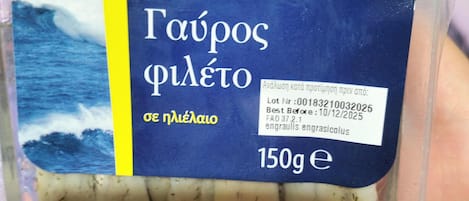 Γαύρος
φιλέτο
σε ηλιέλαιο
Ανάλωση κατά προτίμηση πριν από:
Lot Nr :00183210032025
Best Before :10/12/2025
FAO 37.2.1
engraulis engrasicolus
150g e